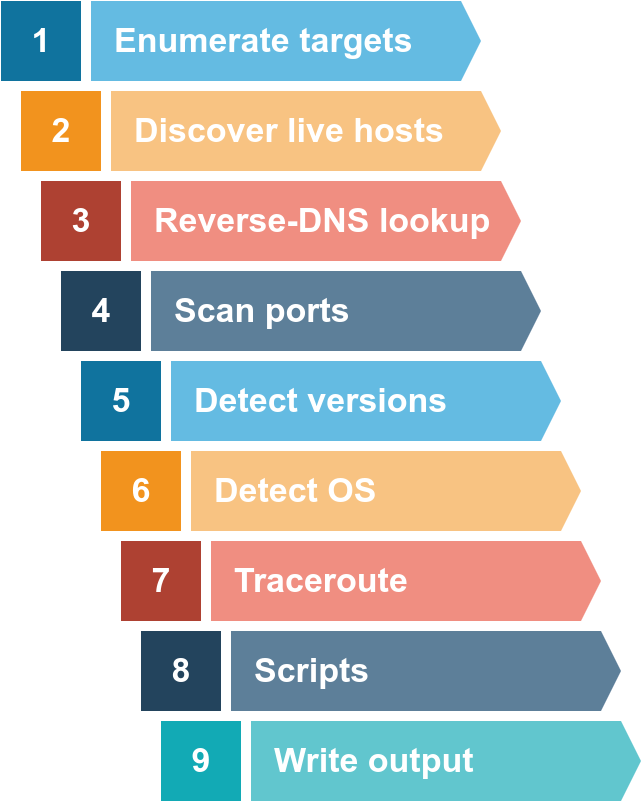 1 Enumerate targets
2 Discover live hosts
3 Reverse-DNS lookup
4 Scan ports
5 Detect versions
6 Detect OS
7 Traceroute
8 Scripts
9 Write output